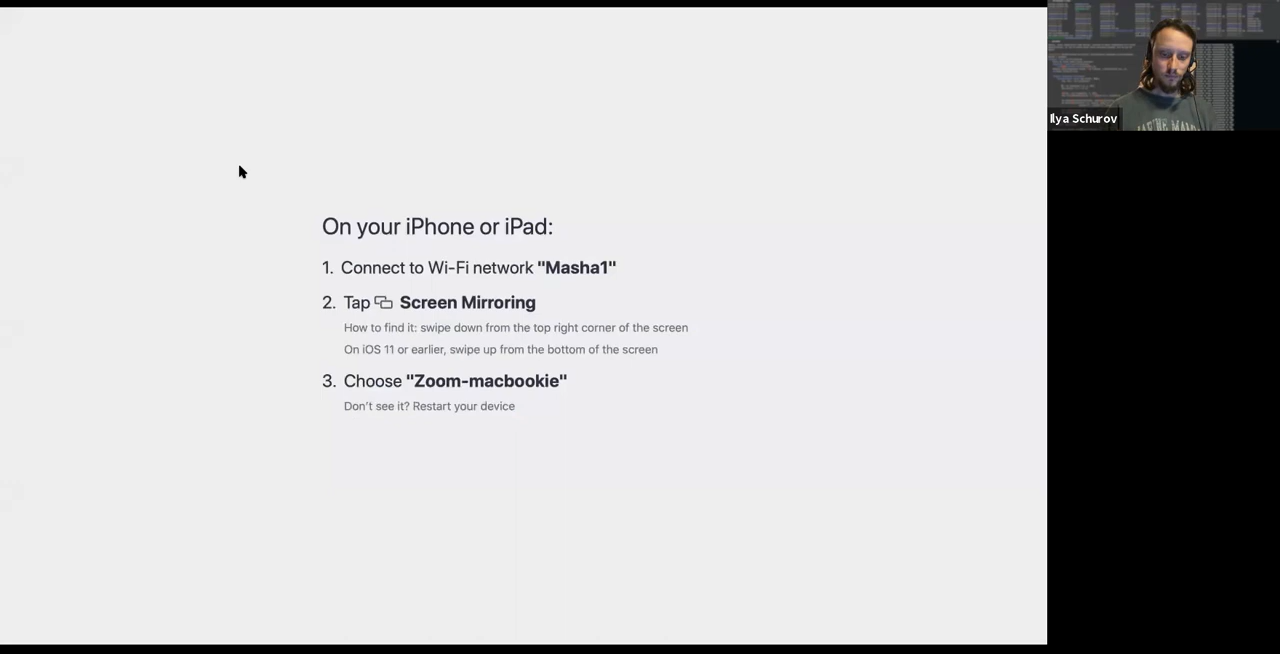 On your iPhone or iPad:
1. Connect to Wi-Fi network "Masha1"
2. Tap Screen Mirroring
How to find it: swipe down from the top right corner of the screen
On iOS 11 or earlier, swipe up from the bottom of the screen
3. Choose "Zoom-macbookie"
Don't see it? Restart your device
Ilya Schurov